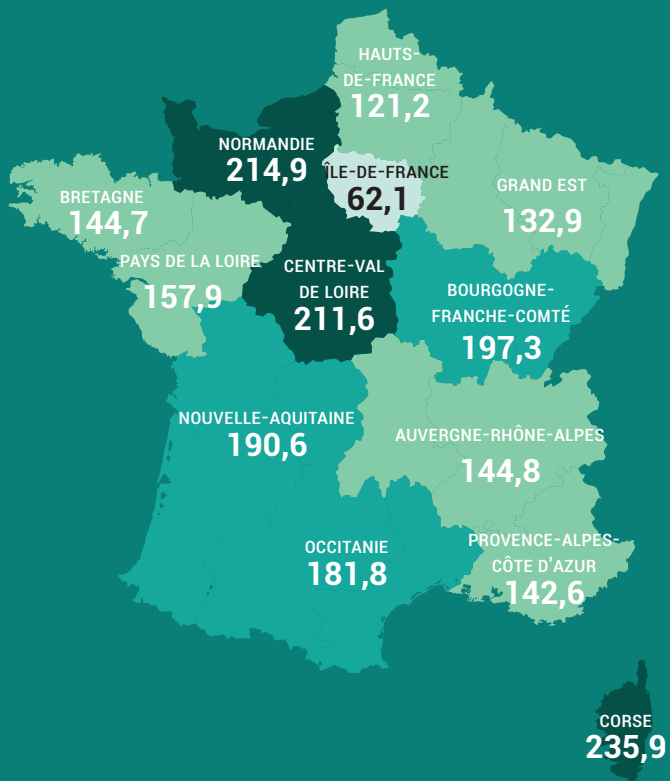 HAUTS-
DE-FRANCE
121,2
NORMANDIE
214,9
ÎLE-DE-FRANCE
62,1
GRAND EST
132,9
BRETAGNE
144,7
PAYS DE LA LOIRE
157,9
CENTRE-VAL
DE LOIRE
211,6
BOURGOGNE-
FRANCHE-COMTÉ
197,3
NOUVELLE-AQUITAINE
190,6
AUVERGNE-RHÔNE-ALPES
144,8
OCCITANIE
181,8
PROVENCE-ALPES-
CÔTE D'AZUR
142,6
CORSE
235,9